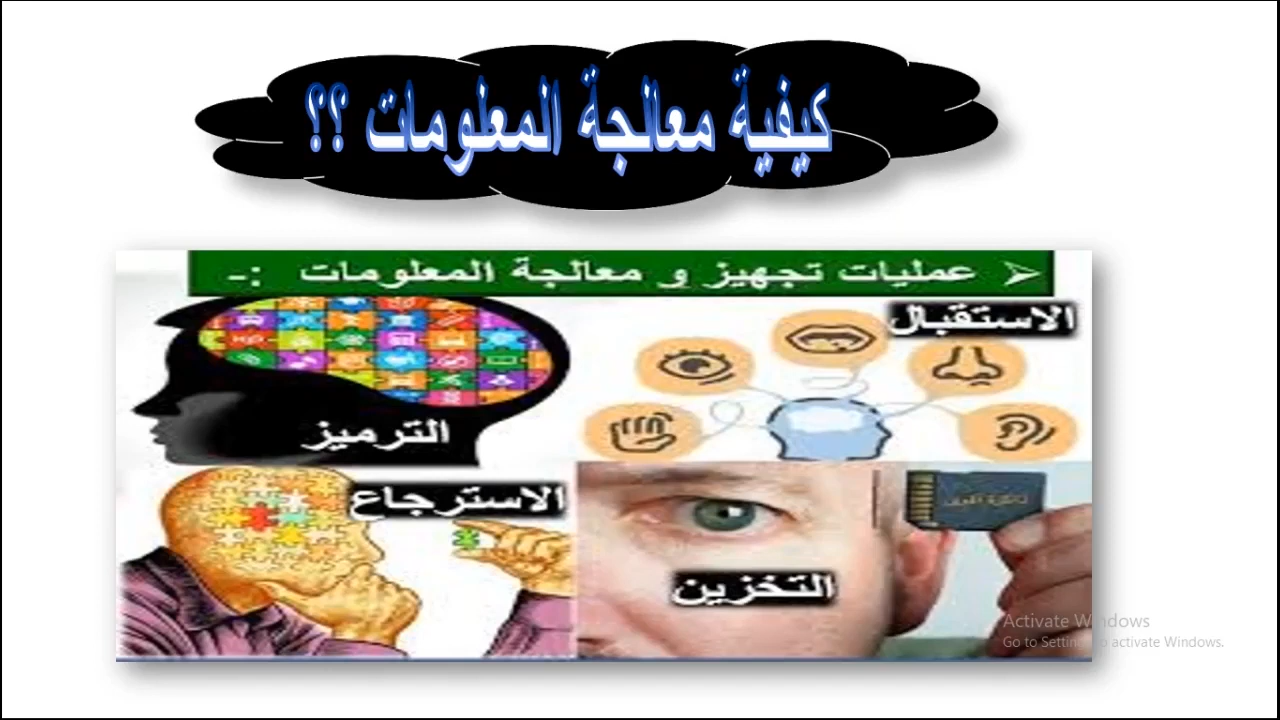 كيفية معالجة المعلومات ؟؟
عمليات تجهيز و معالجة المعلومات :-
الاستقبال
الترميز
الاسترجاع
التخزين
Activate Windows
Go to Settings to activate Windows.